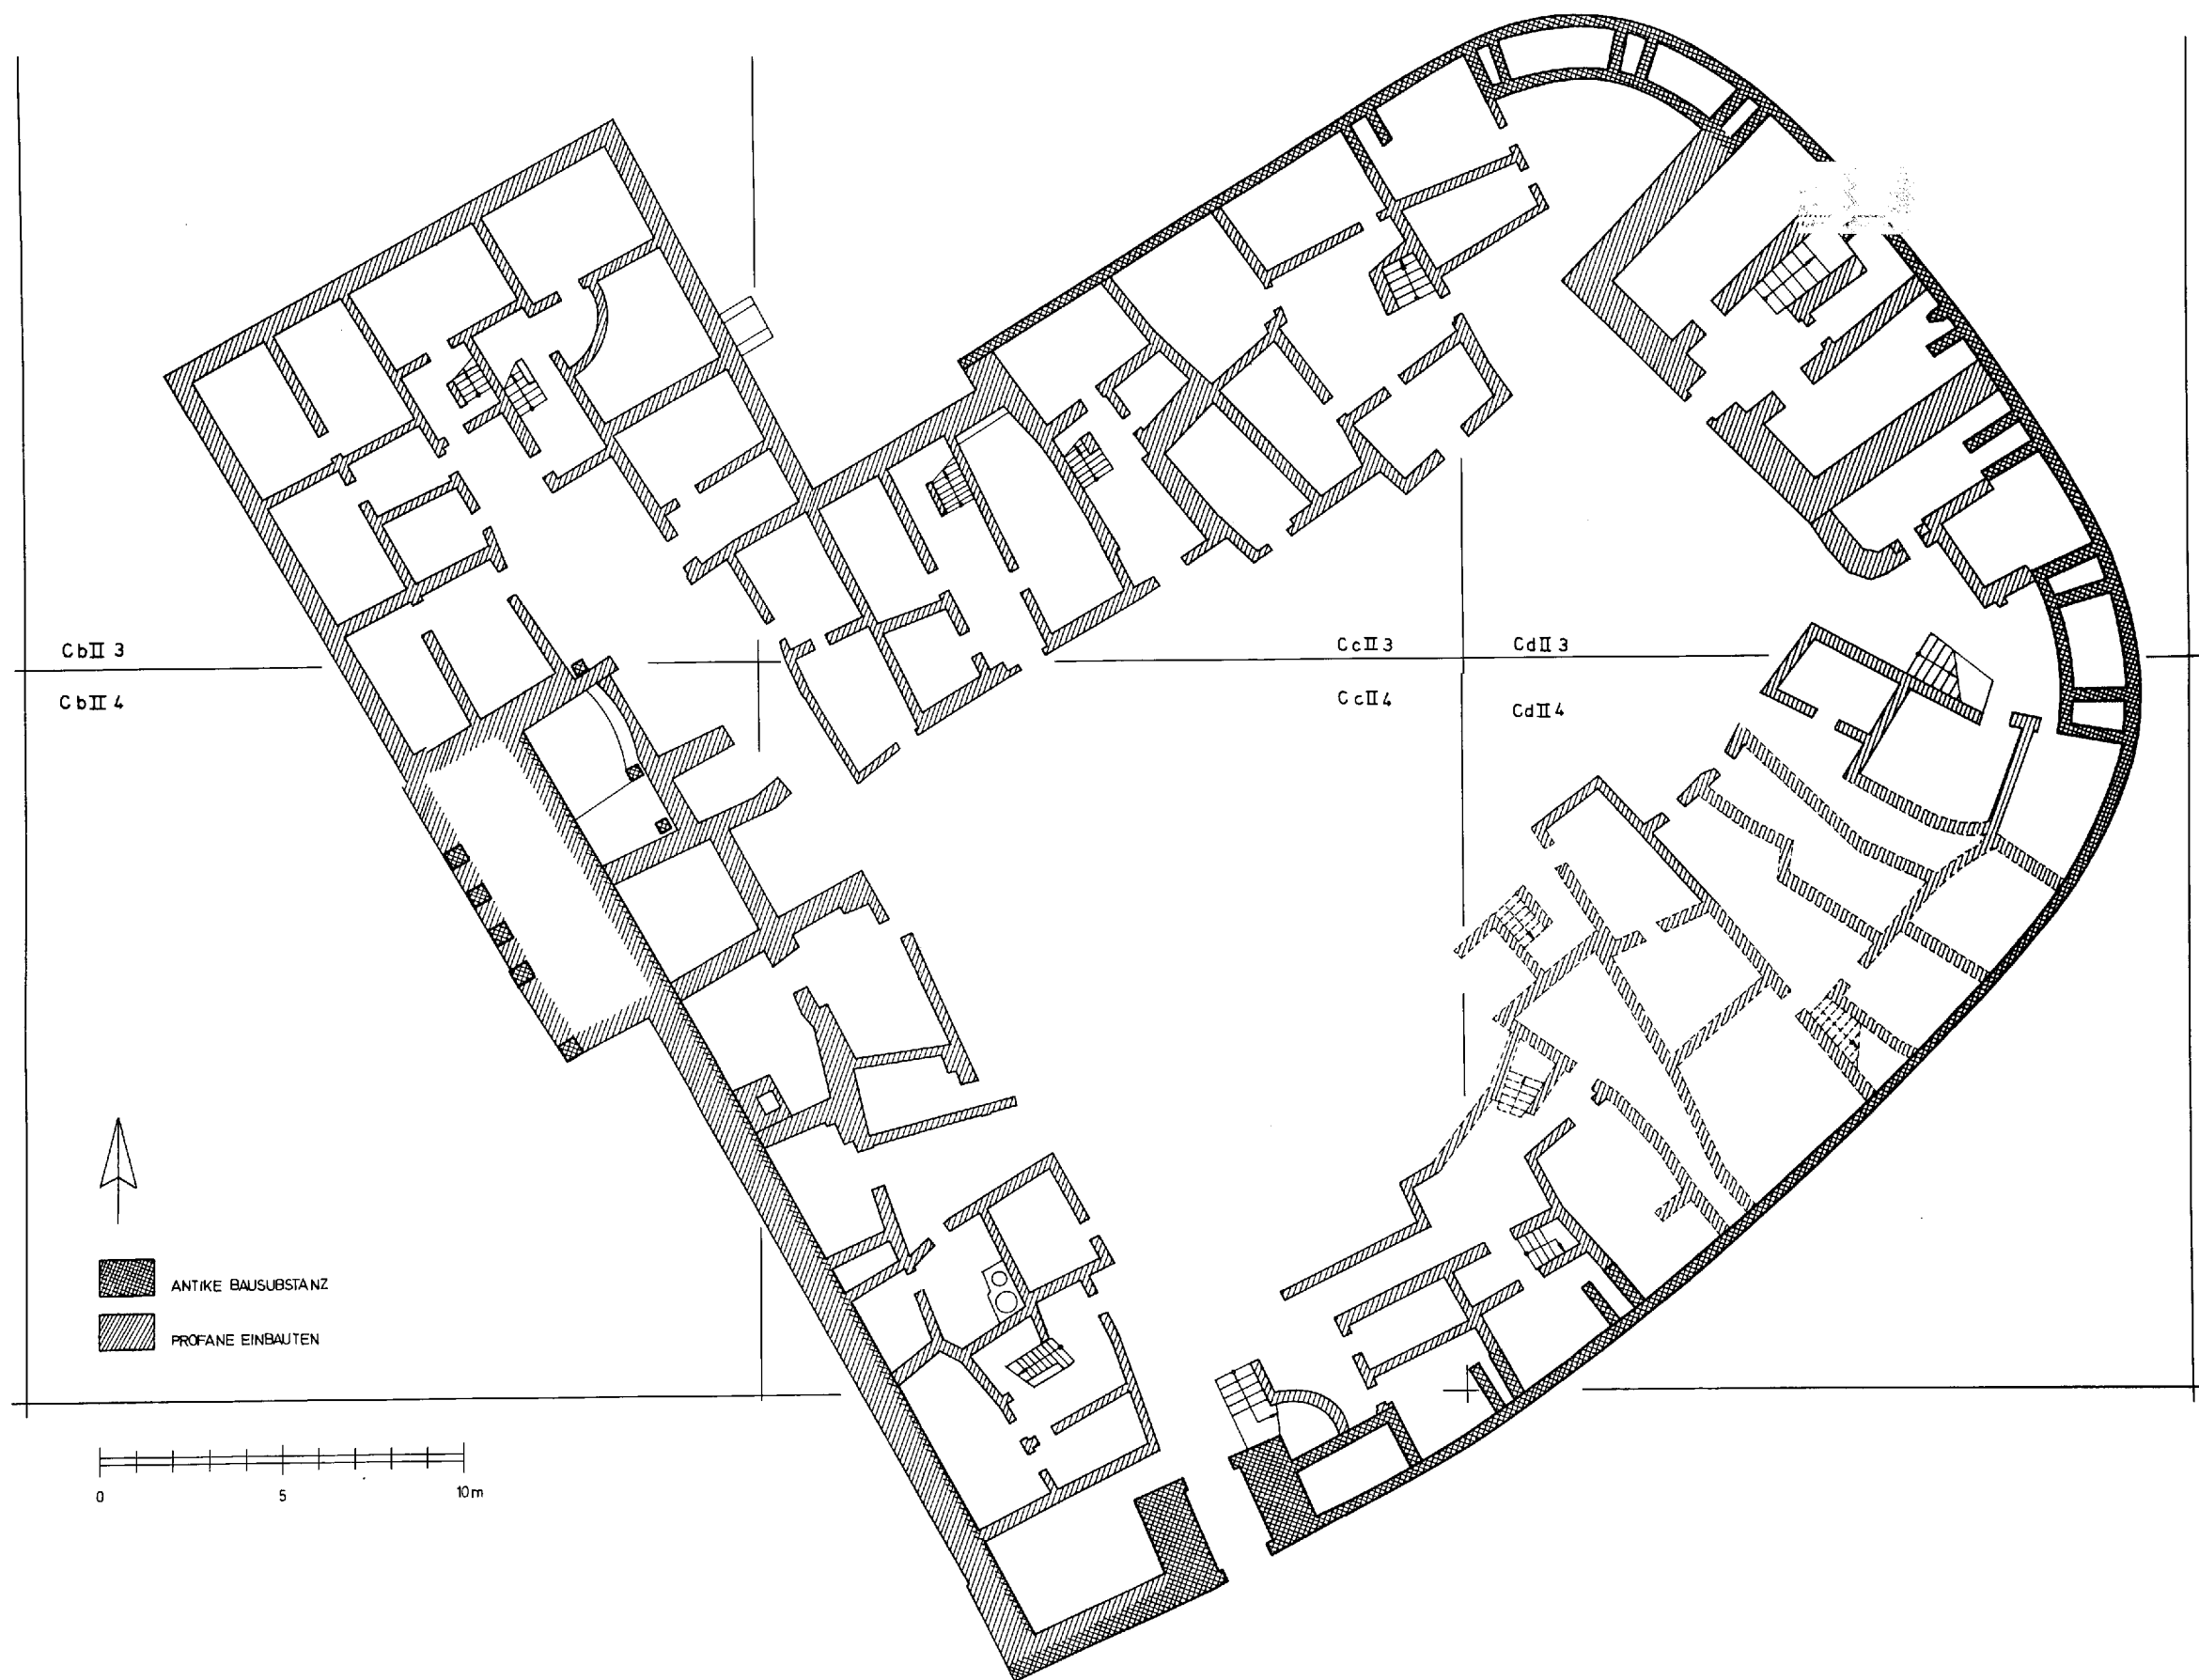 CbII 3
CcII 3
CdII 3
CbII 4
CcII 4
CdII 4
ANTIKE BAUSUBSTANZ
PROFANE EINBAUTEN
0 5 10m